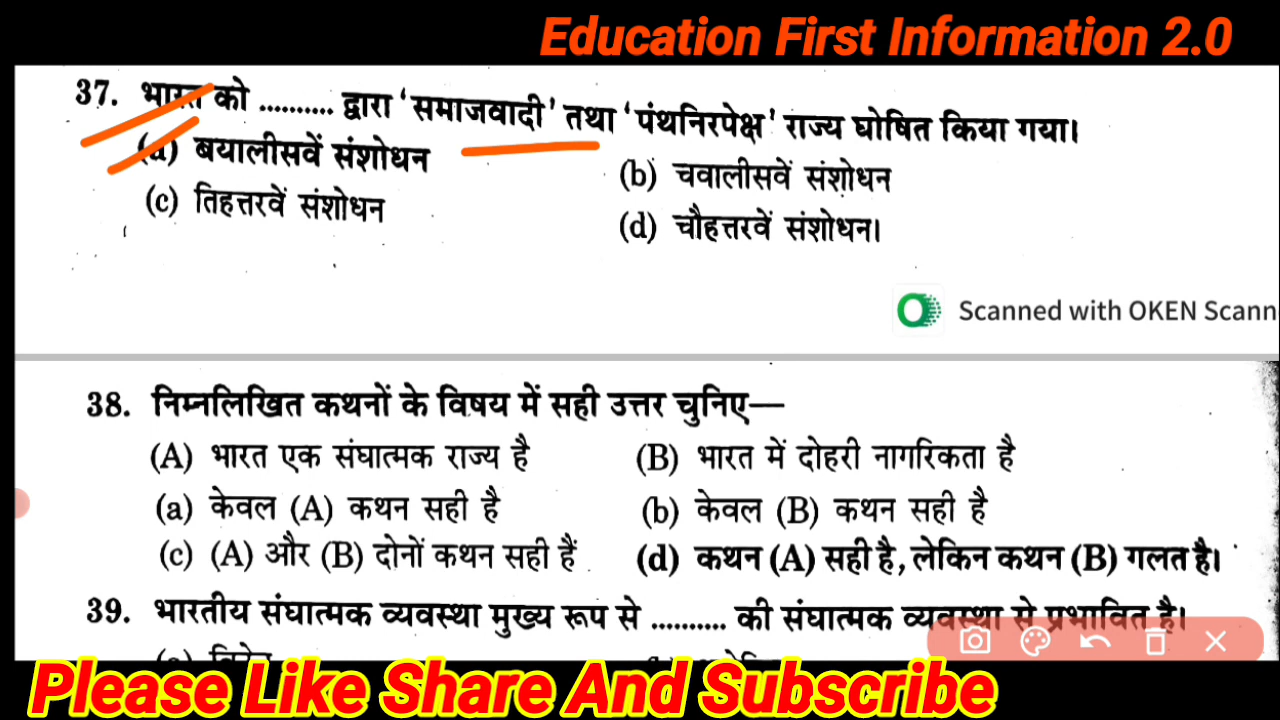 Education First Information 2.0
37. भारत को .......... द्वारा ‘समाजवादी’ तथा ‘पंथनिरपेक्ष’ राज्य घोषित किया गया।
(a) बयालीसवें संशोधन
(b) चवालीसवें संशोधन
(c) तिहत्तरवें संशोधन
(d) चौहत्तरवें संशोधन।
Scanned with OKEN Scann
38. निम्नलिखित कथनों के विषय में सही उत्तर चुनिए—
(A) भारत एक संघात्मक राज्य है
(B) भारत में दोहरी नागरिकता है
(a) केवल (A) कथन सही है
(b) केवल (B) कथन सही है
(c) (A) और (B) दोनों कथन सही हैं
(d) कथन (A) सही है, लेकिन कथन (B) गलत है।
39. भारतीय संघात्मक व्यवस्था मुख्य रूप से .......... की संघात्मक व्यवस्था से प्रभावित है।
Please Like Share And Subscribe